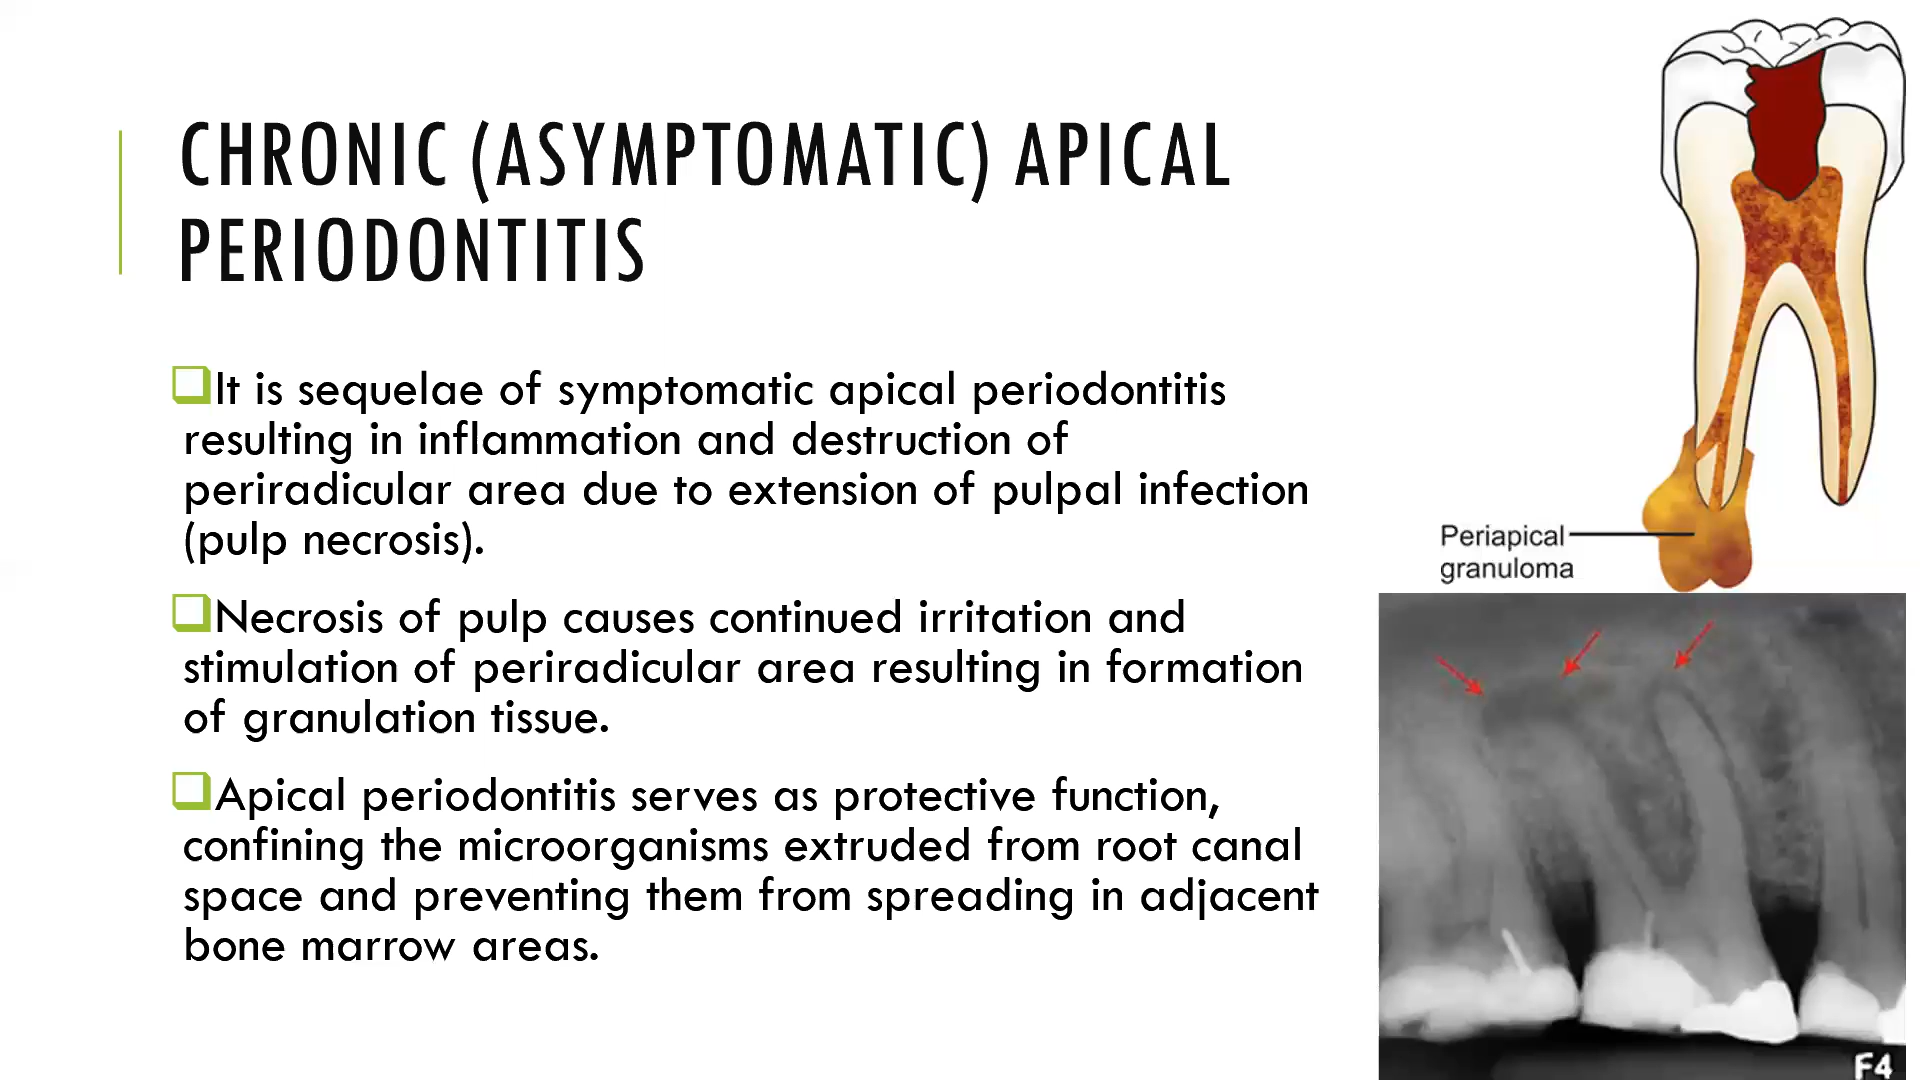 CHRONIC (ASYMPTOMATIC) APICAL
PERIODONTITIS
It is sequelae of symptomatic apical periodontitis
resulting in inflammation and destruction of
periradicular area due to extension of pulpal infection
(pulp necrosis).
Necrosis of pulp causes continued irritation and
stimulation of periradicular area resulting in formation
of granulation tissue.
Apical periodontitis serves as protective function,
confining the microorganisms extruded from root canal
space and preventing them from spreading in adjacent
bone marrow areas.
Periapical
granuloma
F4